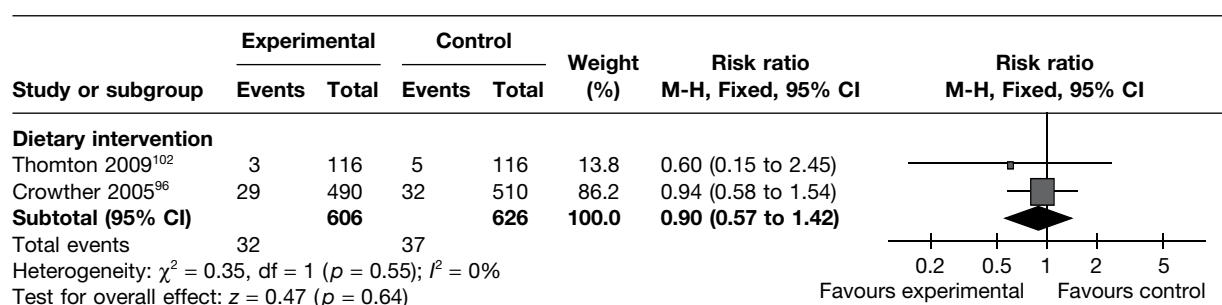 Experimental Control
Study or subgroup Events Total Events Total Weight (%) Risk ratio M-H, Fixed, 95% CI Risk ratio M-H, Fixed, 95% CI
Dietary intervention
Thomton 2009102 3 116 5 116 13.8 0.60 (0.15 to 2.45)
Crowther 200596 29 490 32 510 86.2 0.94 (0.58 to 1.54)
Subtotal (95% CI) 606 626 100.0 0.90 (0.57 to 1.42)
Total events 32 37
Heterogeneity: χ2 = 0.35, df = 1 (p = 0.55); I2 = 0%
Test for overall effect: z = 0.47 (p = 0.64)
0.2 0.5 1 2 5
Favours experimental Favours control